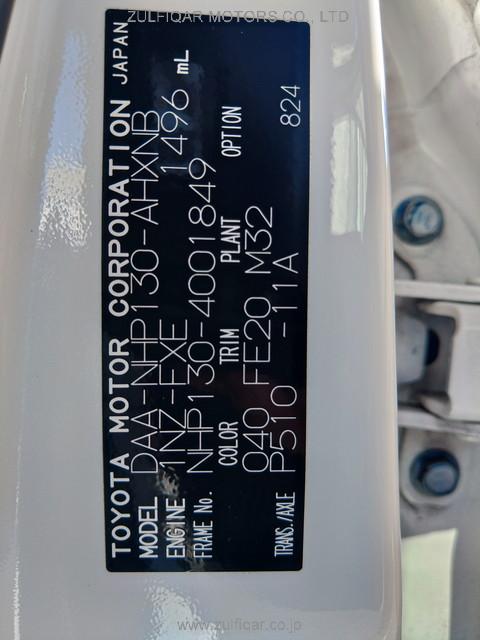 ZULFIQAR MOTORS CO., LTD
TOYOTA MOTOR CORPORATION JAPAN
MODEL DAA-NHP130-AHXNB
ENGINE 1NZ-EXE 1496 mL
FRAME No. NHP130-4001849
COLOR TRIM PLANT OPTION
040 FE20 M32 824
TRANS./AXLE P510 -11A
www.zulfiqar.co.jp